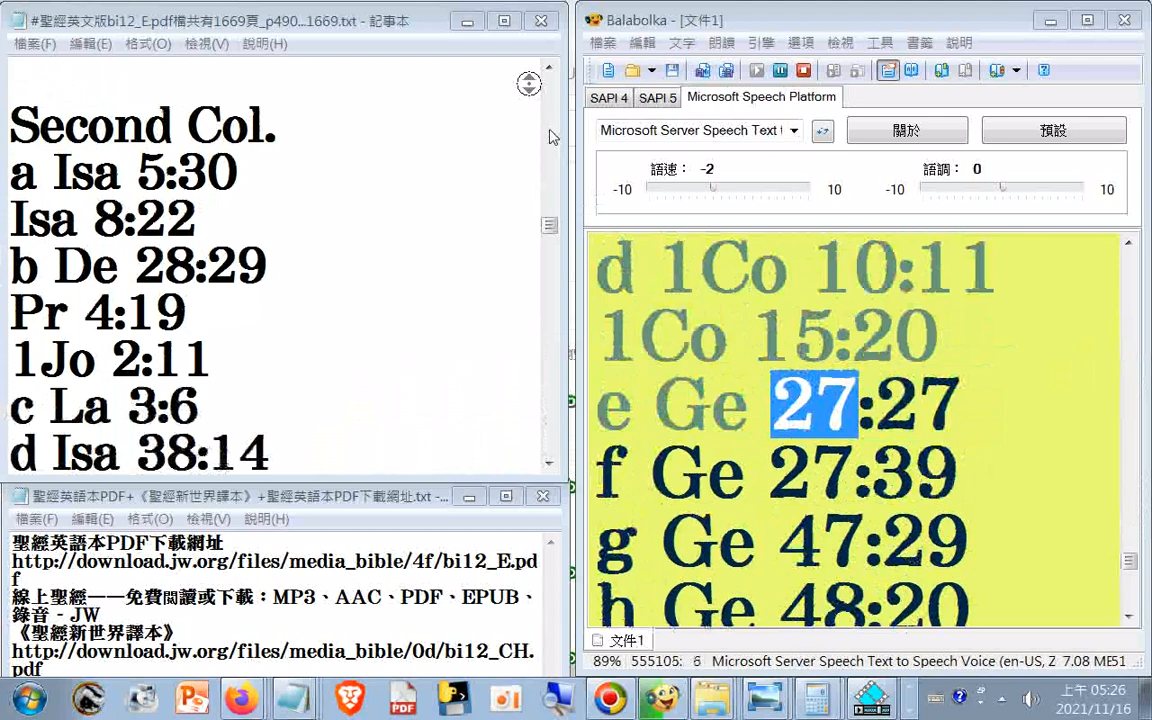 #聖經英文版bi12_E.pdf檔共有1669頁_p490...1669.txt - 記事本
檔案(F) 編輯(E) 格式(O) 檢視(V) 說明(H)
Second Col.
a Isa 5:30
Isa 8:22
b De 28:29
Pr 4:19
1Jo 2:11
c La 3:6
d Isa 38:14
聖經英語本PDF+《聖經新世界譯本》+聖經英語本PDF下載網址.txt -...
檔案(F) 編輯(E) 格式(O) 檢視(V) 說明(H)
聖經英語本PDF下載網址
http://download.jw.org/files/media_bible/4f/bi12_E.pd
f
線上聖經——免費閱讀或下載：MP3、AAC、PDF、EPUB、
錄音 - JW
《聖經新世界譯本》
http://download.jw.org/files/media_bible/0d/bi12_CH.
pdf
Balabolka - [文件1]
檔案 編輯 文字 朗讀 引擎 選項 檢視 工具 書籤 說明
SAPI 4 SAPI 5 Microsoft Speech Platform
Microsoft Server Speech Text t 關於 預設
語速： -2 語調： 0
-10 10 -10 10
d 1Co 10:11
1Co 15:20
e Ge 27:27
f Ge 27:39
g Ge 47:29
h Ge 48:20
文件1
89% 555105: 6 Microsoft Server Speech Text to Speech Voice (en-US, Z 7.08 ME51
PDF
上午 05:26
2021/11/16